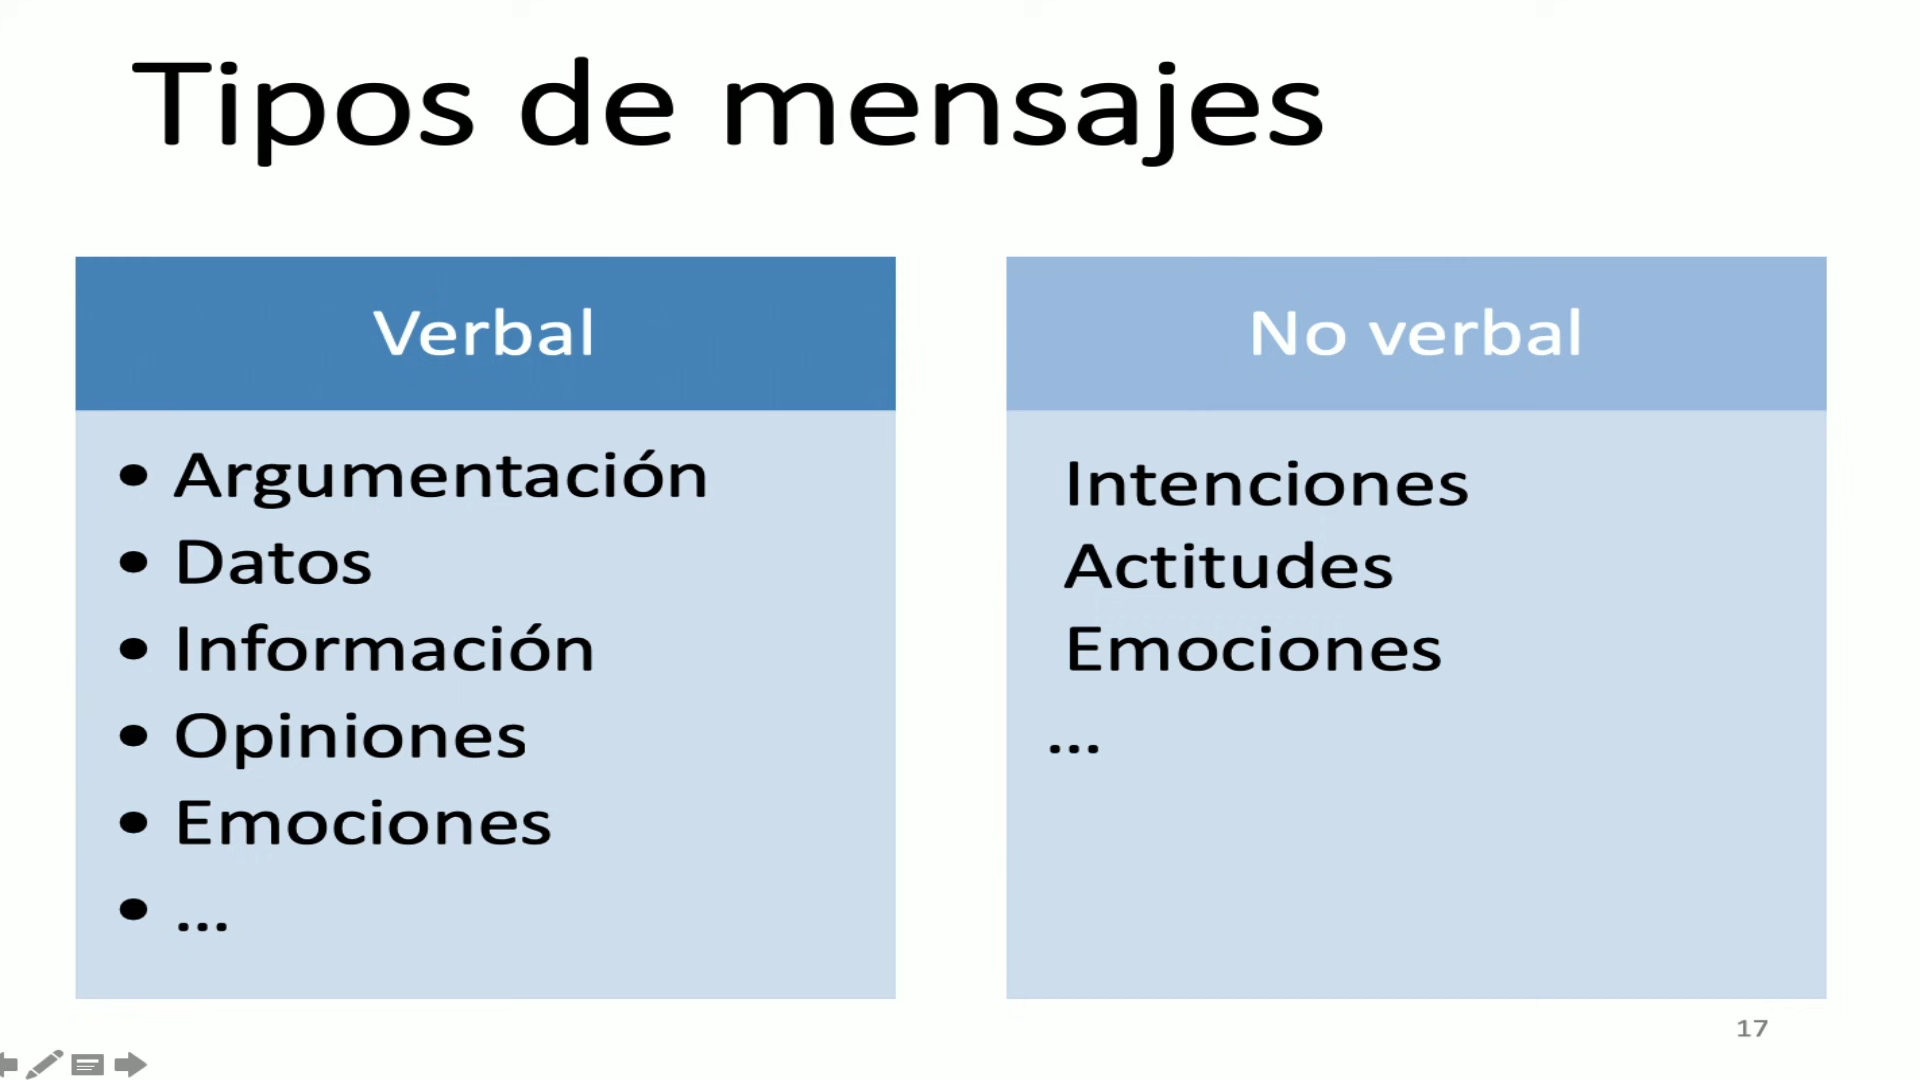 Tipos de mensajes
Verbal
• Argumentación
• Datos
• Información
• Opiniones
• Emociones
• ...
No verbal
Intenciones
Actitudes
Emociones
...
17